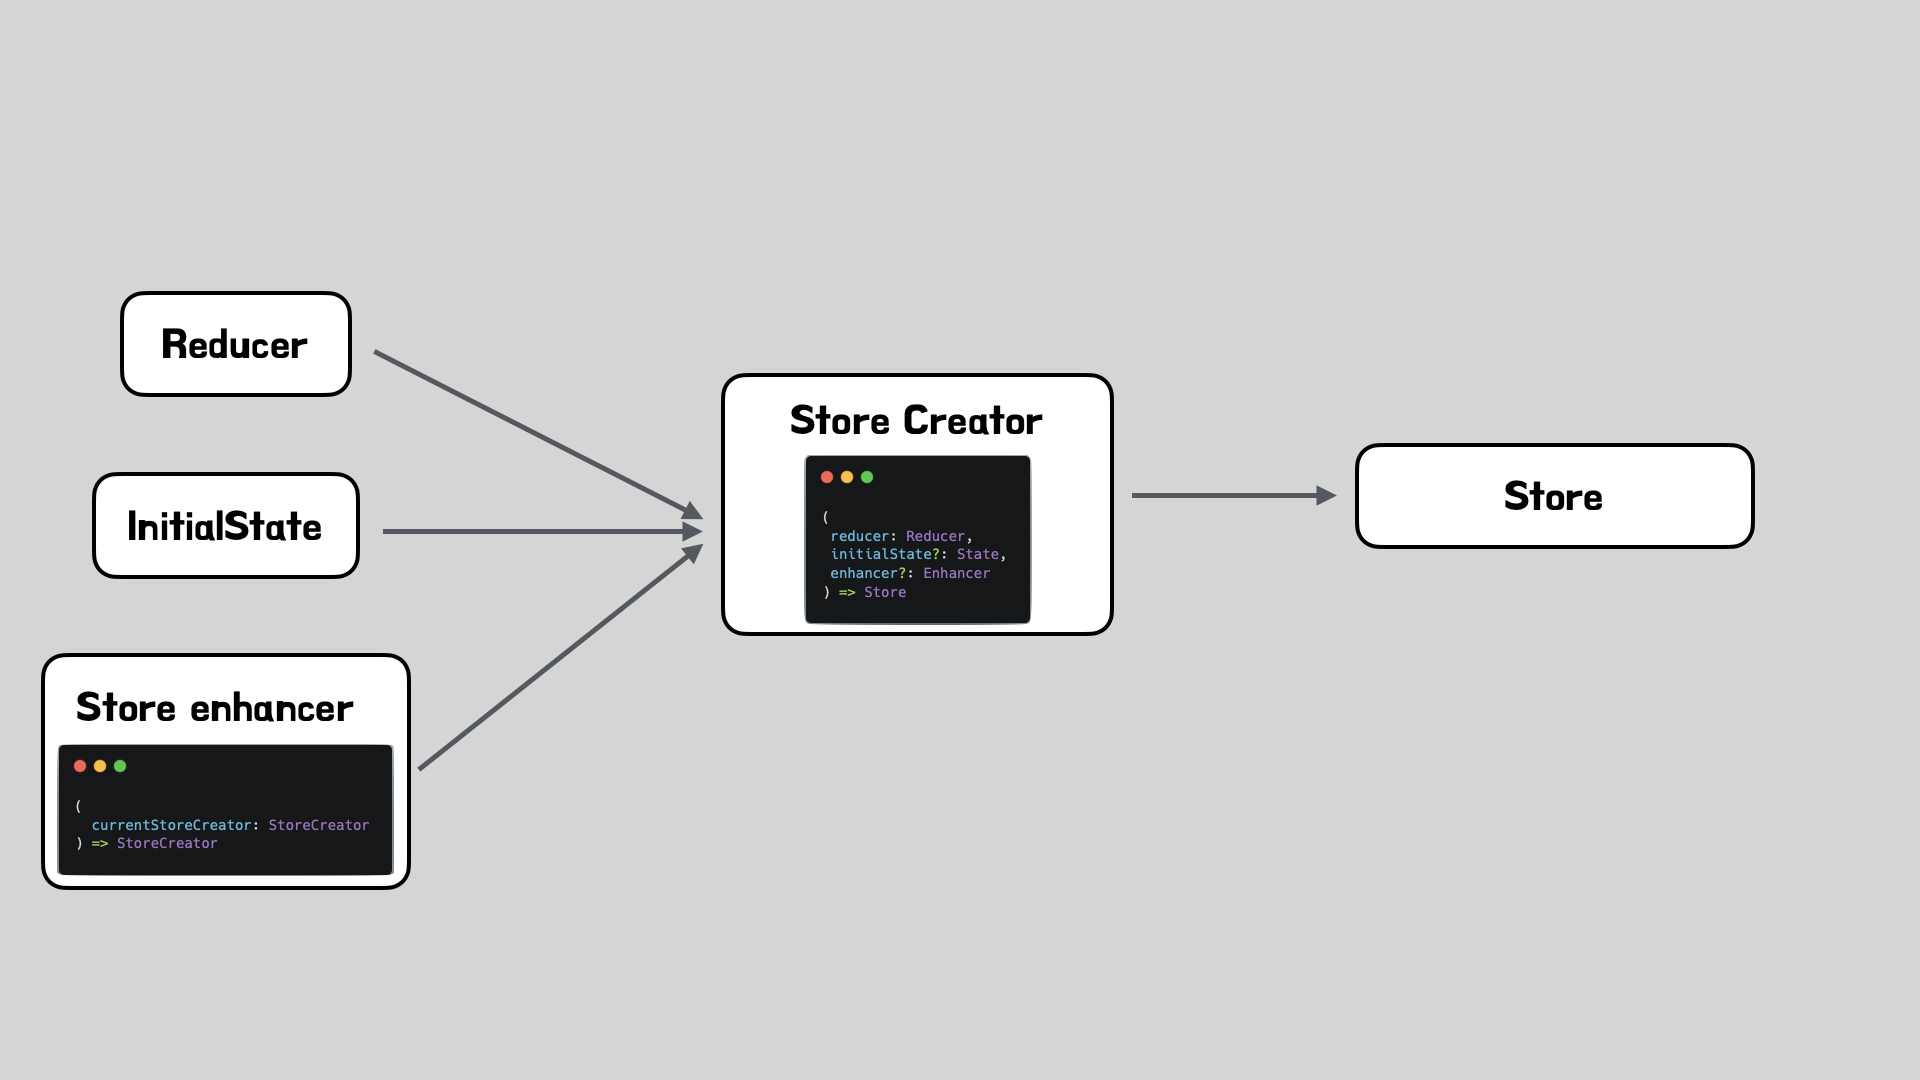 Reducer
InitialState
Store enhancer
(
currentStoreCreator: StoreCreator
) => StoreCreator
Store Creator
(
reducer: Reducer,
initialState?: State,
enhancer?: Enhancer
) => Store
Store